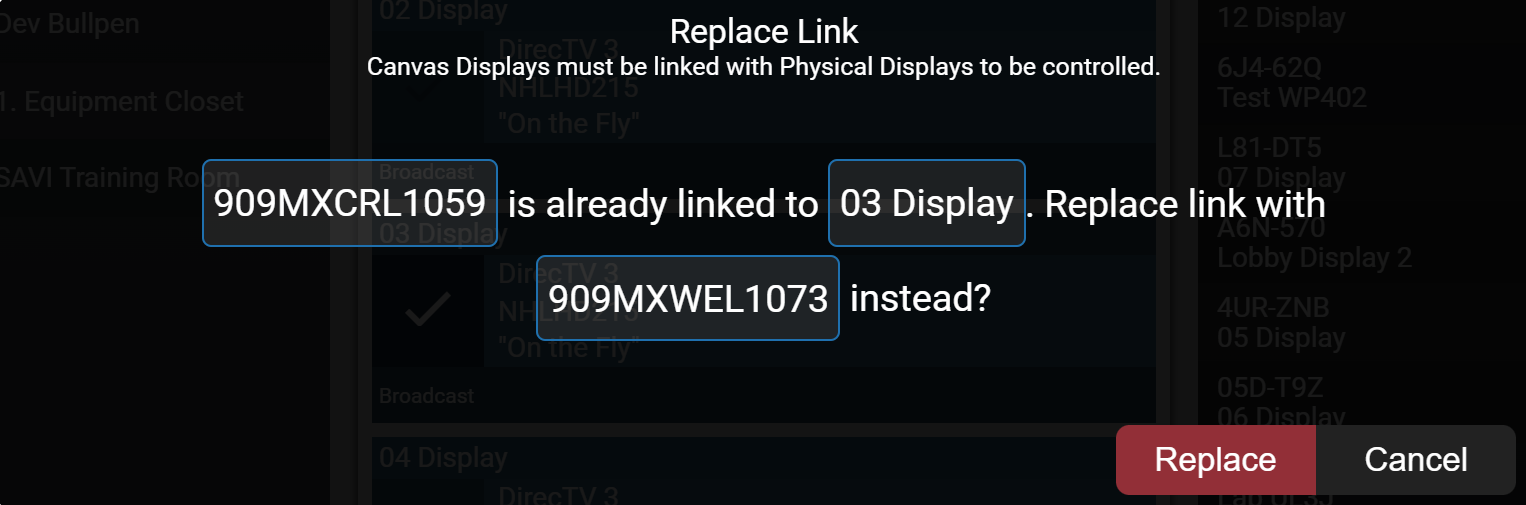 Replace Link
Canvas Displays must be linked with Physical Displays to be controlled.
909MXCRL1059 is already linked to 03 Display . Replace link with
909MXWEL1073 instead?
Replace Cancel
Dev Bullpen
1. Equipment Closet
SAVI Training Room
02 Display
DirecTV 3
NHLHD215
"On the Fly"
Broadcast
03 Display
DirecTV 3
NHLHD215
"On the Fly"
Broadcast
04 Display
DirecTV 3
12 Display
6J4-62Q
Test WP402
L81-DT5
07 Display
A6N-570
Lobby Display 2
4UR-ZNB
05 Display
05D-T9Z
06 Display